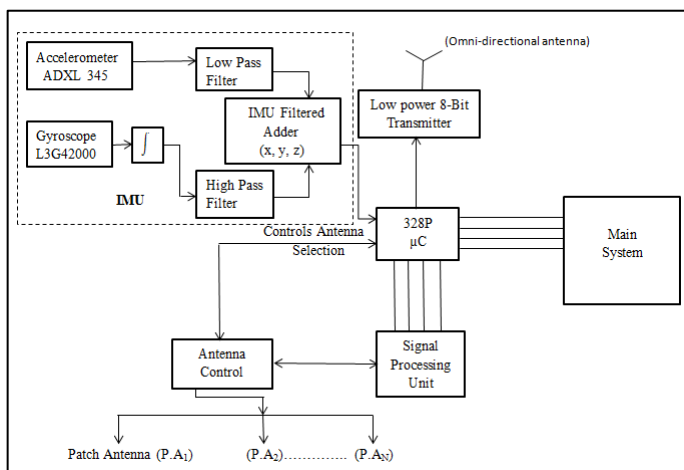 (Omni-directional antenna)
Accelerometer
ADXL 345
Low Pass
Filter
Low power 8-Bit
Transmitter
IMU Filtered
Adder
(x, y, z)
Gyroscope
L3G42000
∫
IMU
High Pass
Filter
328P
µC
Main
System
Controls Antenna
Selection
Antenna
Control
Signal
Processing
Unit
Patch Antenna (P.A₁) (P.A₂)................ (P.Aₙ)